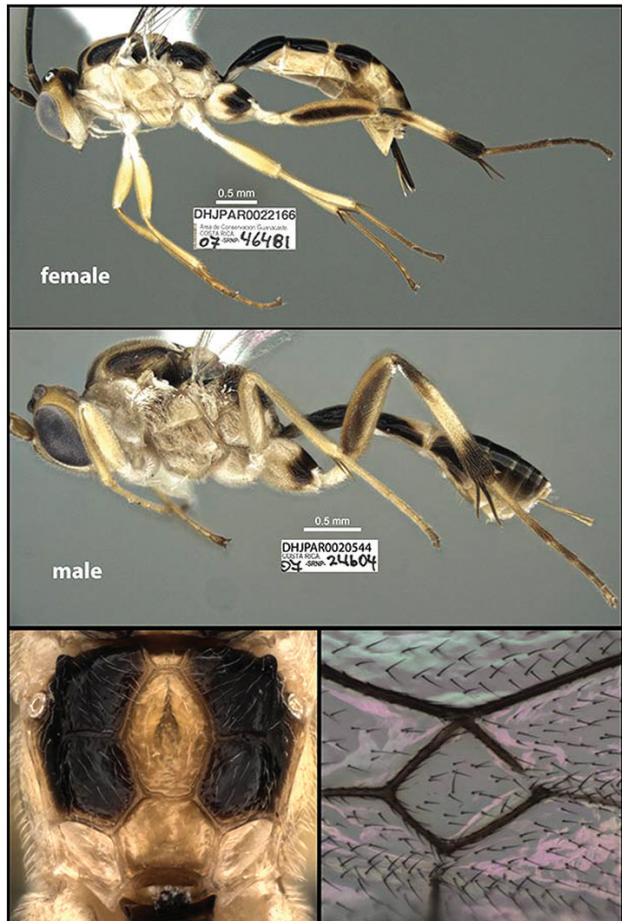 0.5 mm
DHJPAR0022166
Area de Conservacion Guanacaste
COSTA RICA
07-SRNP-46481
female
0.5 mm
DHJPAR0020544
COSTA RICA
07-SRNP-24604
male